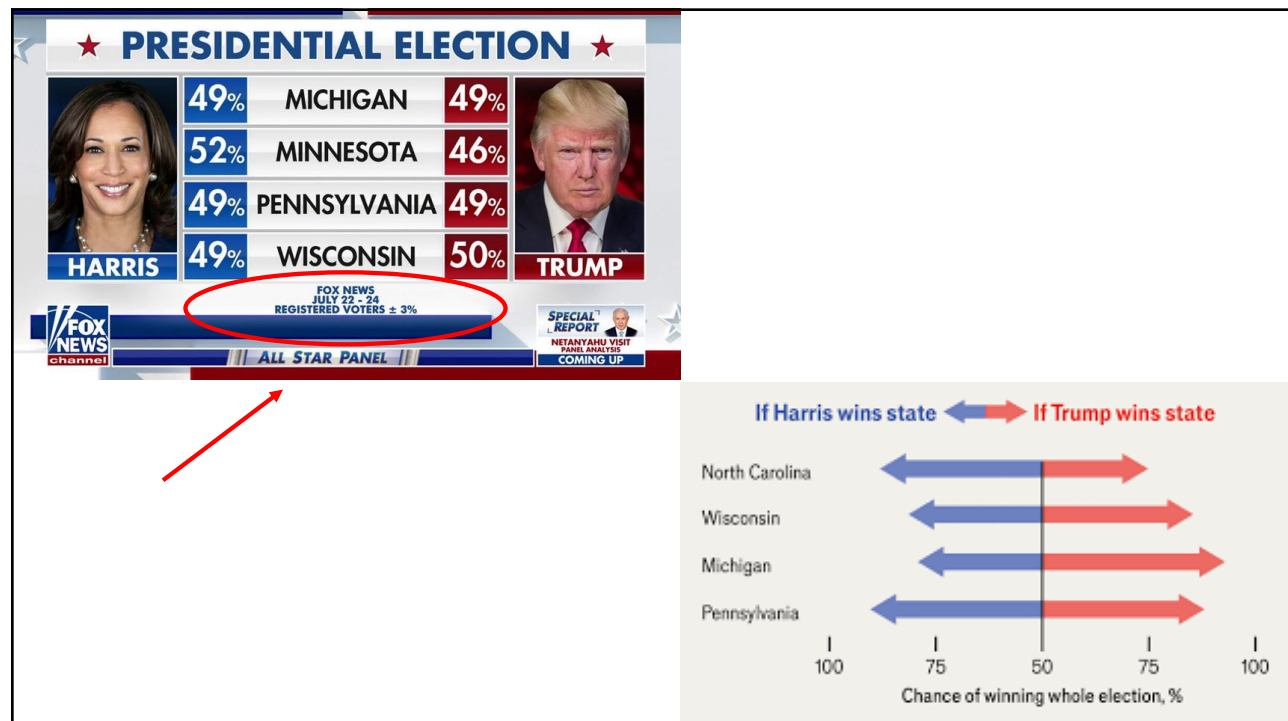 PRESIDENTIAL ELECTION
49% MICHIGAN 49%
52% MINNESOTA 46%
49% PENNSYLVANIA 49%
49% WISCONSIN 50%
HARRIS
TRUMP
FOX NEWS
JULY 22 - 24
REGISTERED VOTERS ± 3%
FOX
NEWS
channel
ALL STAR PANEL
SPECIAL
REPORT
NETANYAHU VISIT
PANEL ANALYSIS
COMING UP
If Harris wins state If Trump wins state
North Carolina
Wisconsin
Michigan
Pennsylvania
100 75 50 75 100
Chance of winning whole election, %